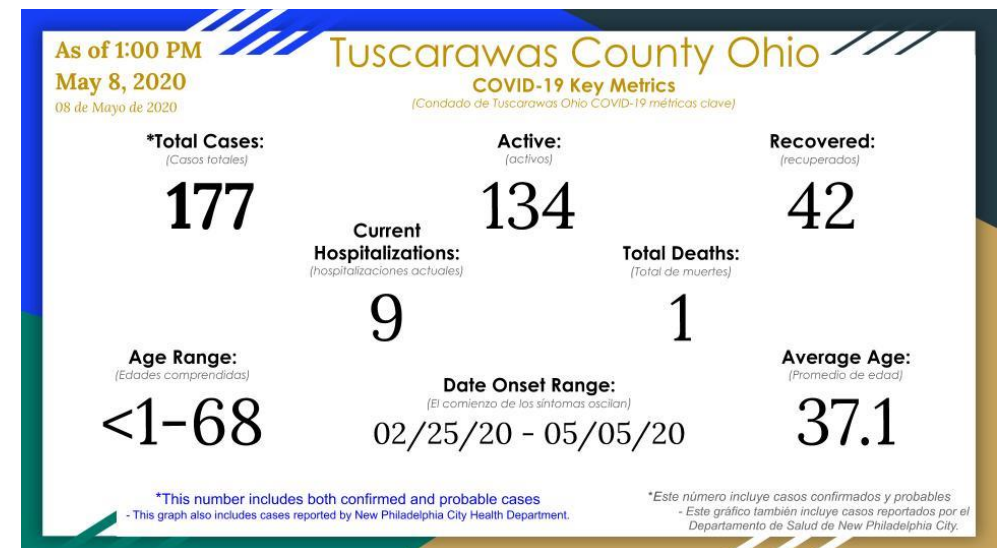 As of 1:00 PM
May 8, 2020
08 de Mayo de 2020
Tuscarawas County Ohio
COVID-19 Key Metrics
(Condado de Tuscarawas Ohio COVID-19 métricas clave)
*Total Cases:
(Casos totales)
177
Active:
(activos)
134
Recovered:
(recuperados)
42
Current
Hospitalizations:
(hospitalizaciones actuales)
9
Total Deaths:
(Total de muertes)
1
Age Range:
(Edades comprendidas)
<1-68
Date Onset Range:
(El comienzo de los síntomas oscilan)
02/25/20 - 05/05/20
Average Age:
(Promedio de edad)
37.1
*This number includes both confirmed and probable cases
- This graph also includes cases reported by New Philadelphia City Health Department.
*Este número incluye casos confirmados y probables
- Este gráfico también incluye casos reportados por el
Departamento de Salud de New Philadelphia City.